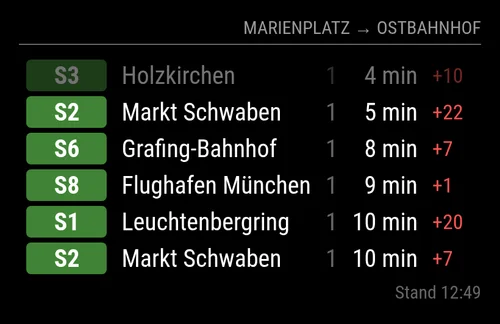 MARIENPLATZ → OSTBAHNHOF
S3 Holzkirchen 1 4 min +10
S2 Markt Schwaben 1 5 min +22
S6 Grafing-Bahnhof 1 8 min +7
S8 Flughafen München 1 9 min +1
S1 Leuchtenbergring 1 10 min +20
S2 Markt Schwaben 1 10 min +7
Stand 12:49